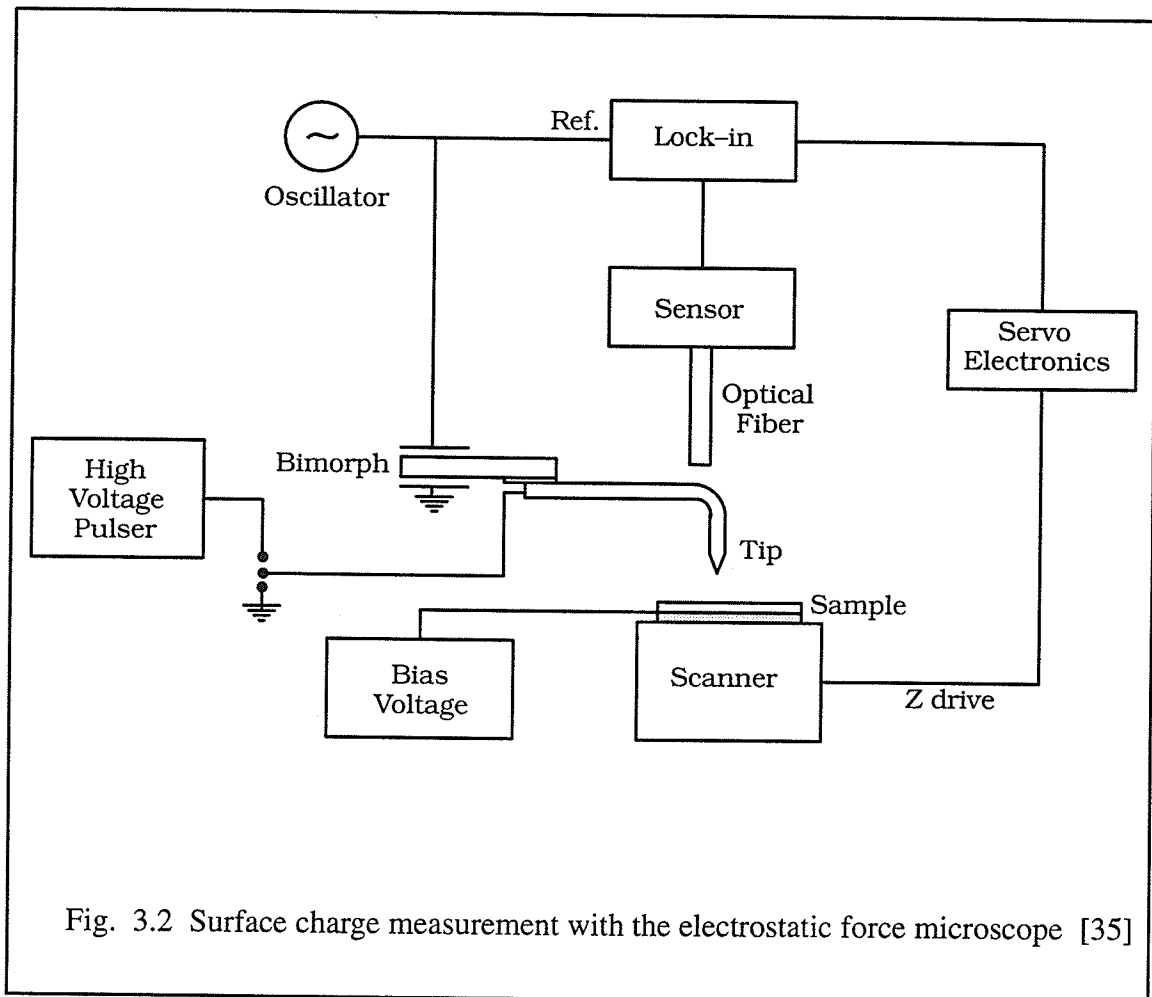 Ref.
Lock–in
~
Oscillator
Sensor
Servo
Electronics
Optical
Fiber
Bimorph
High
Voltage
Pulser
Tip
Sample
Bias
Voltage
Scanner
Z drive
Fig. 3.2 Surface charge measurement with the electrostatic force microscope [35]